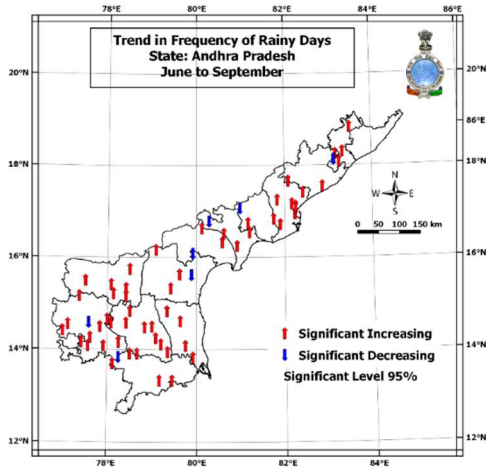 78°E 80°E 82°E 84°E 86°E
Trend in Frequency of Rainy Days
State: Andhra Pradesh
June to September
20°N 20°N
86°E
18°N 18°N
N
W E
S
0 50 100 150 km
16°N 16°N
Significant Increasing
14°N 14°N
Significant Decreasing
Significant Level 95%
12°N 12°N
78°E 80°E 82°E 84°E